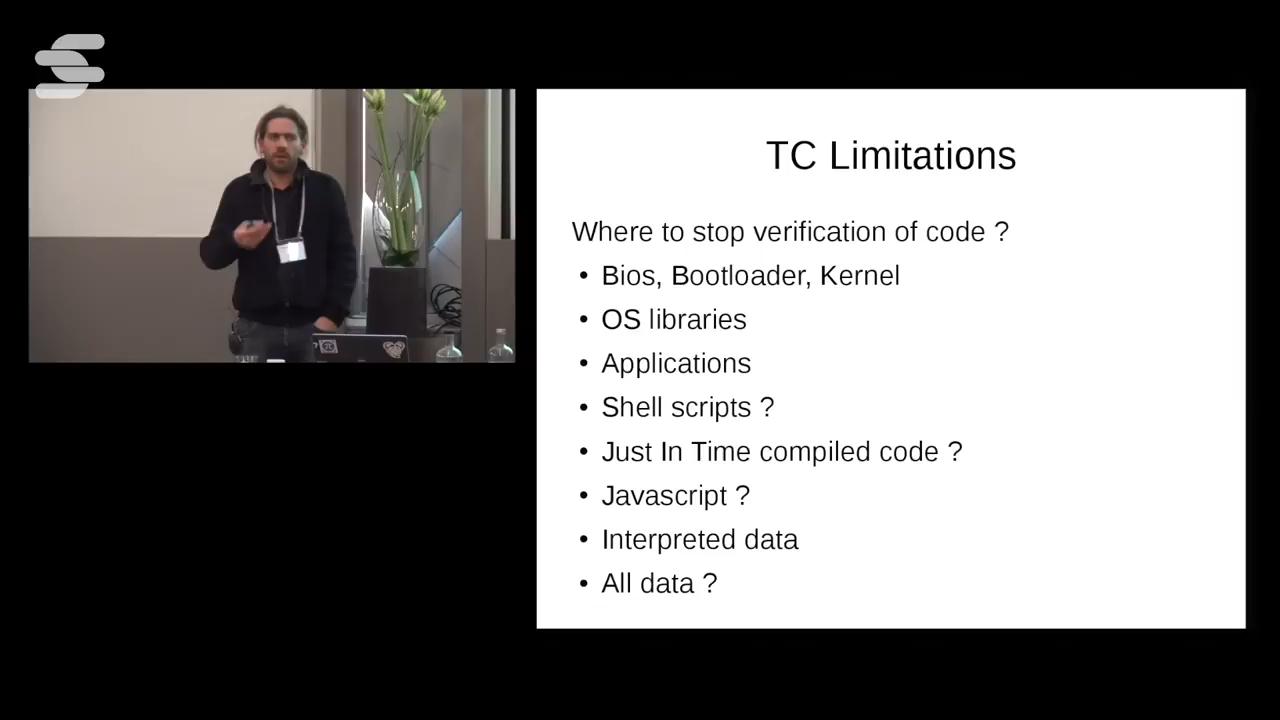 TC Limitations
Where to stop verification of code ?
• Bios, Bootloader, Kernel
• OS libraries
• Applications
• Shell scripts ?
• Just In Time compiled code ?
• Javascript ?
• Interpreted data
• All data ?